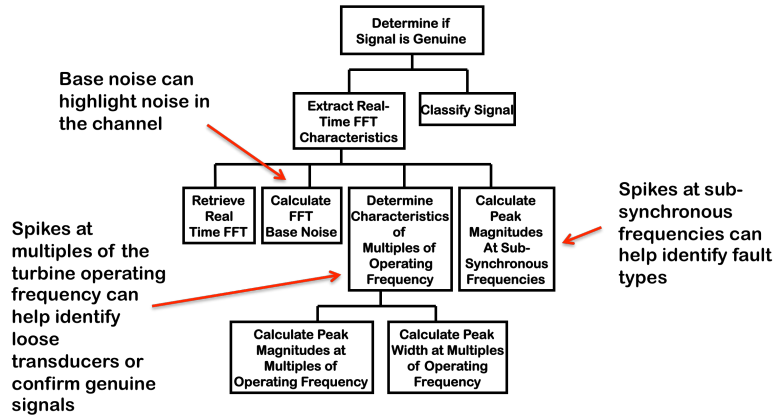 Determine if
Signal is Genuine
Base noise can
highlight noise in
the channel
Extract Real-
Time FFT
Characteristics
Classify Signal
Retrieve
Real
Time FFT
Calculate
FFT
Base Noise
Determine
Characteristics
of
Multiples of
Operating
Frequency
Calculate
Peak
Magnitudes
At Sub-
Synchronous
Frequencies
Spikes at sub-
synchronous
frequencies can
help identify fault
types
Spikes at
multiples of the
turbine operating
frequency can
help identify
loose
transducers or
confirm genuine
signals
Calculate Peak
Magnitudes at
Multiples of
Operating Frequency
Calculate Peak
Width at Multiples
of Operating
Frequency